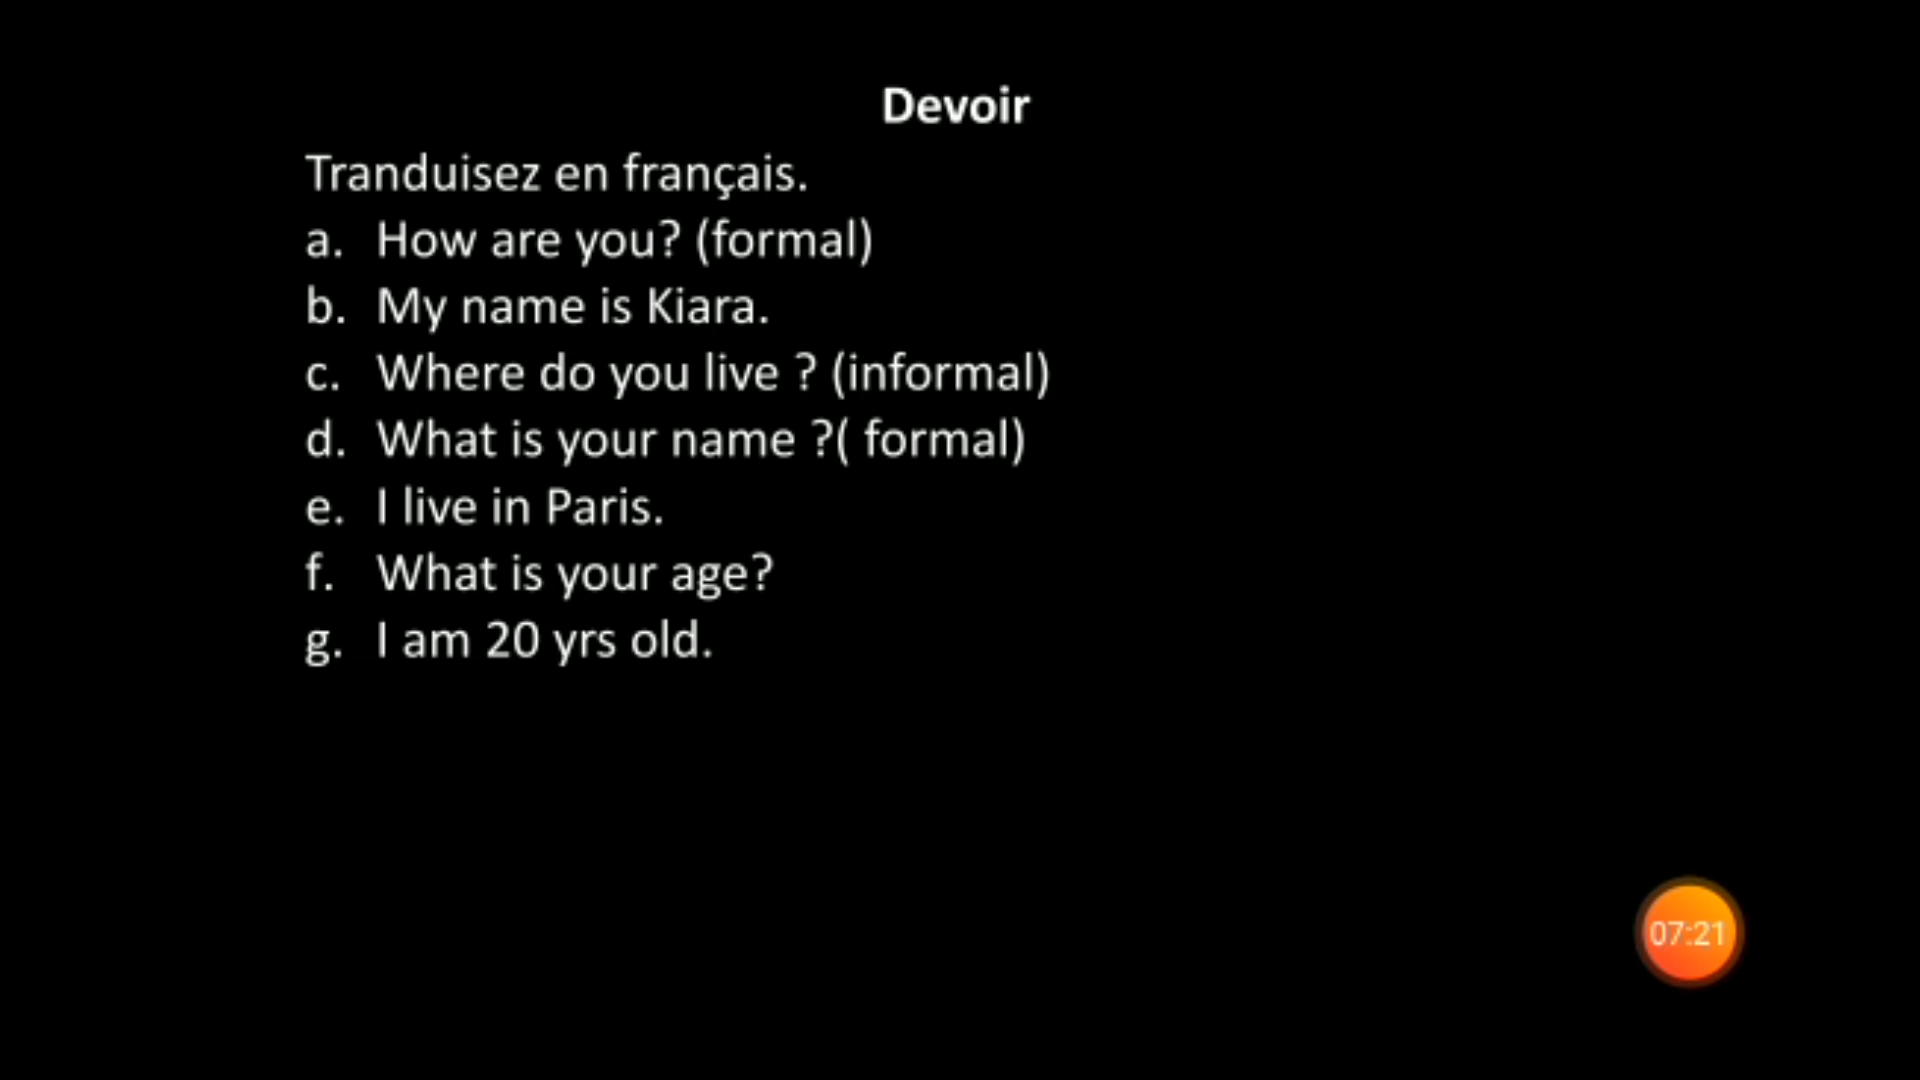 Devoir
Tranduisez en français.
a. How are you? (formal)
b. My name is Kiara.
c. Where do you live ? (informal)
d. What is your name ?( formal)
e. I live in Paris.
f. What is your age?
g. I am 20 yrs old.
07:21